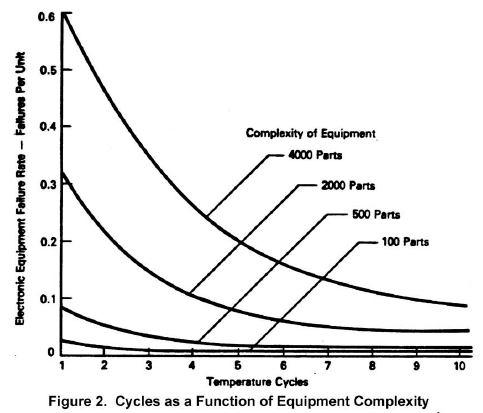 0.6
0.5
0.4
0.3
0.2
0.1
0
Electronic Equipment Failure Rate — Failures Per Unit
Complexity of Equipment
4000 Parts
2000 Parts
500 Parts
100 Parts
1 2 3 4 5 6 7 8 9 10
Temperature Cycles
Figure 2. Cycles as a Function of Equipment Complexity